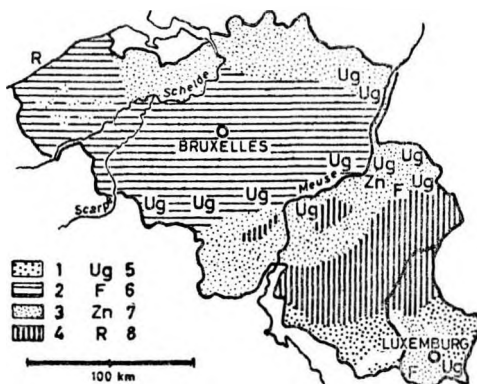 R
Schelde
Ug
Ug
BRUXELLES
Ug
Ug
Ug
Meuse
Zn
F
Ug
Scarpe
Ug
Ug
Ug
Ug
1 Ug 5
2 F 6
3 Zn 7
4 R 8
LUXEMBURG
F
Ug
100 km